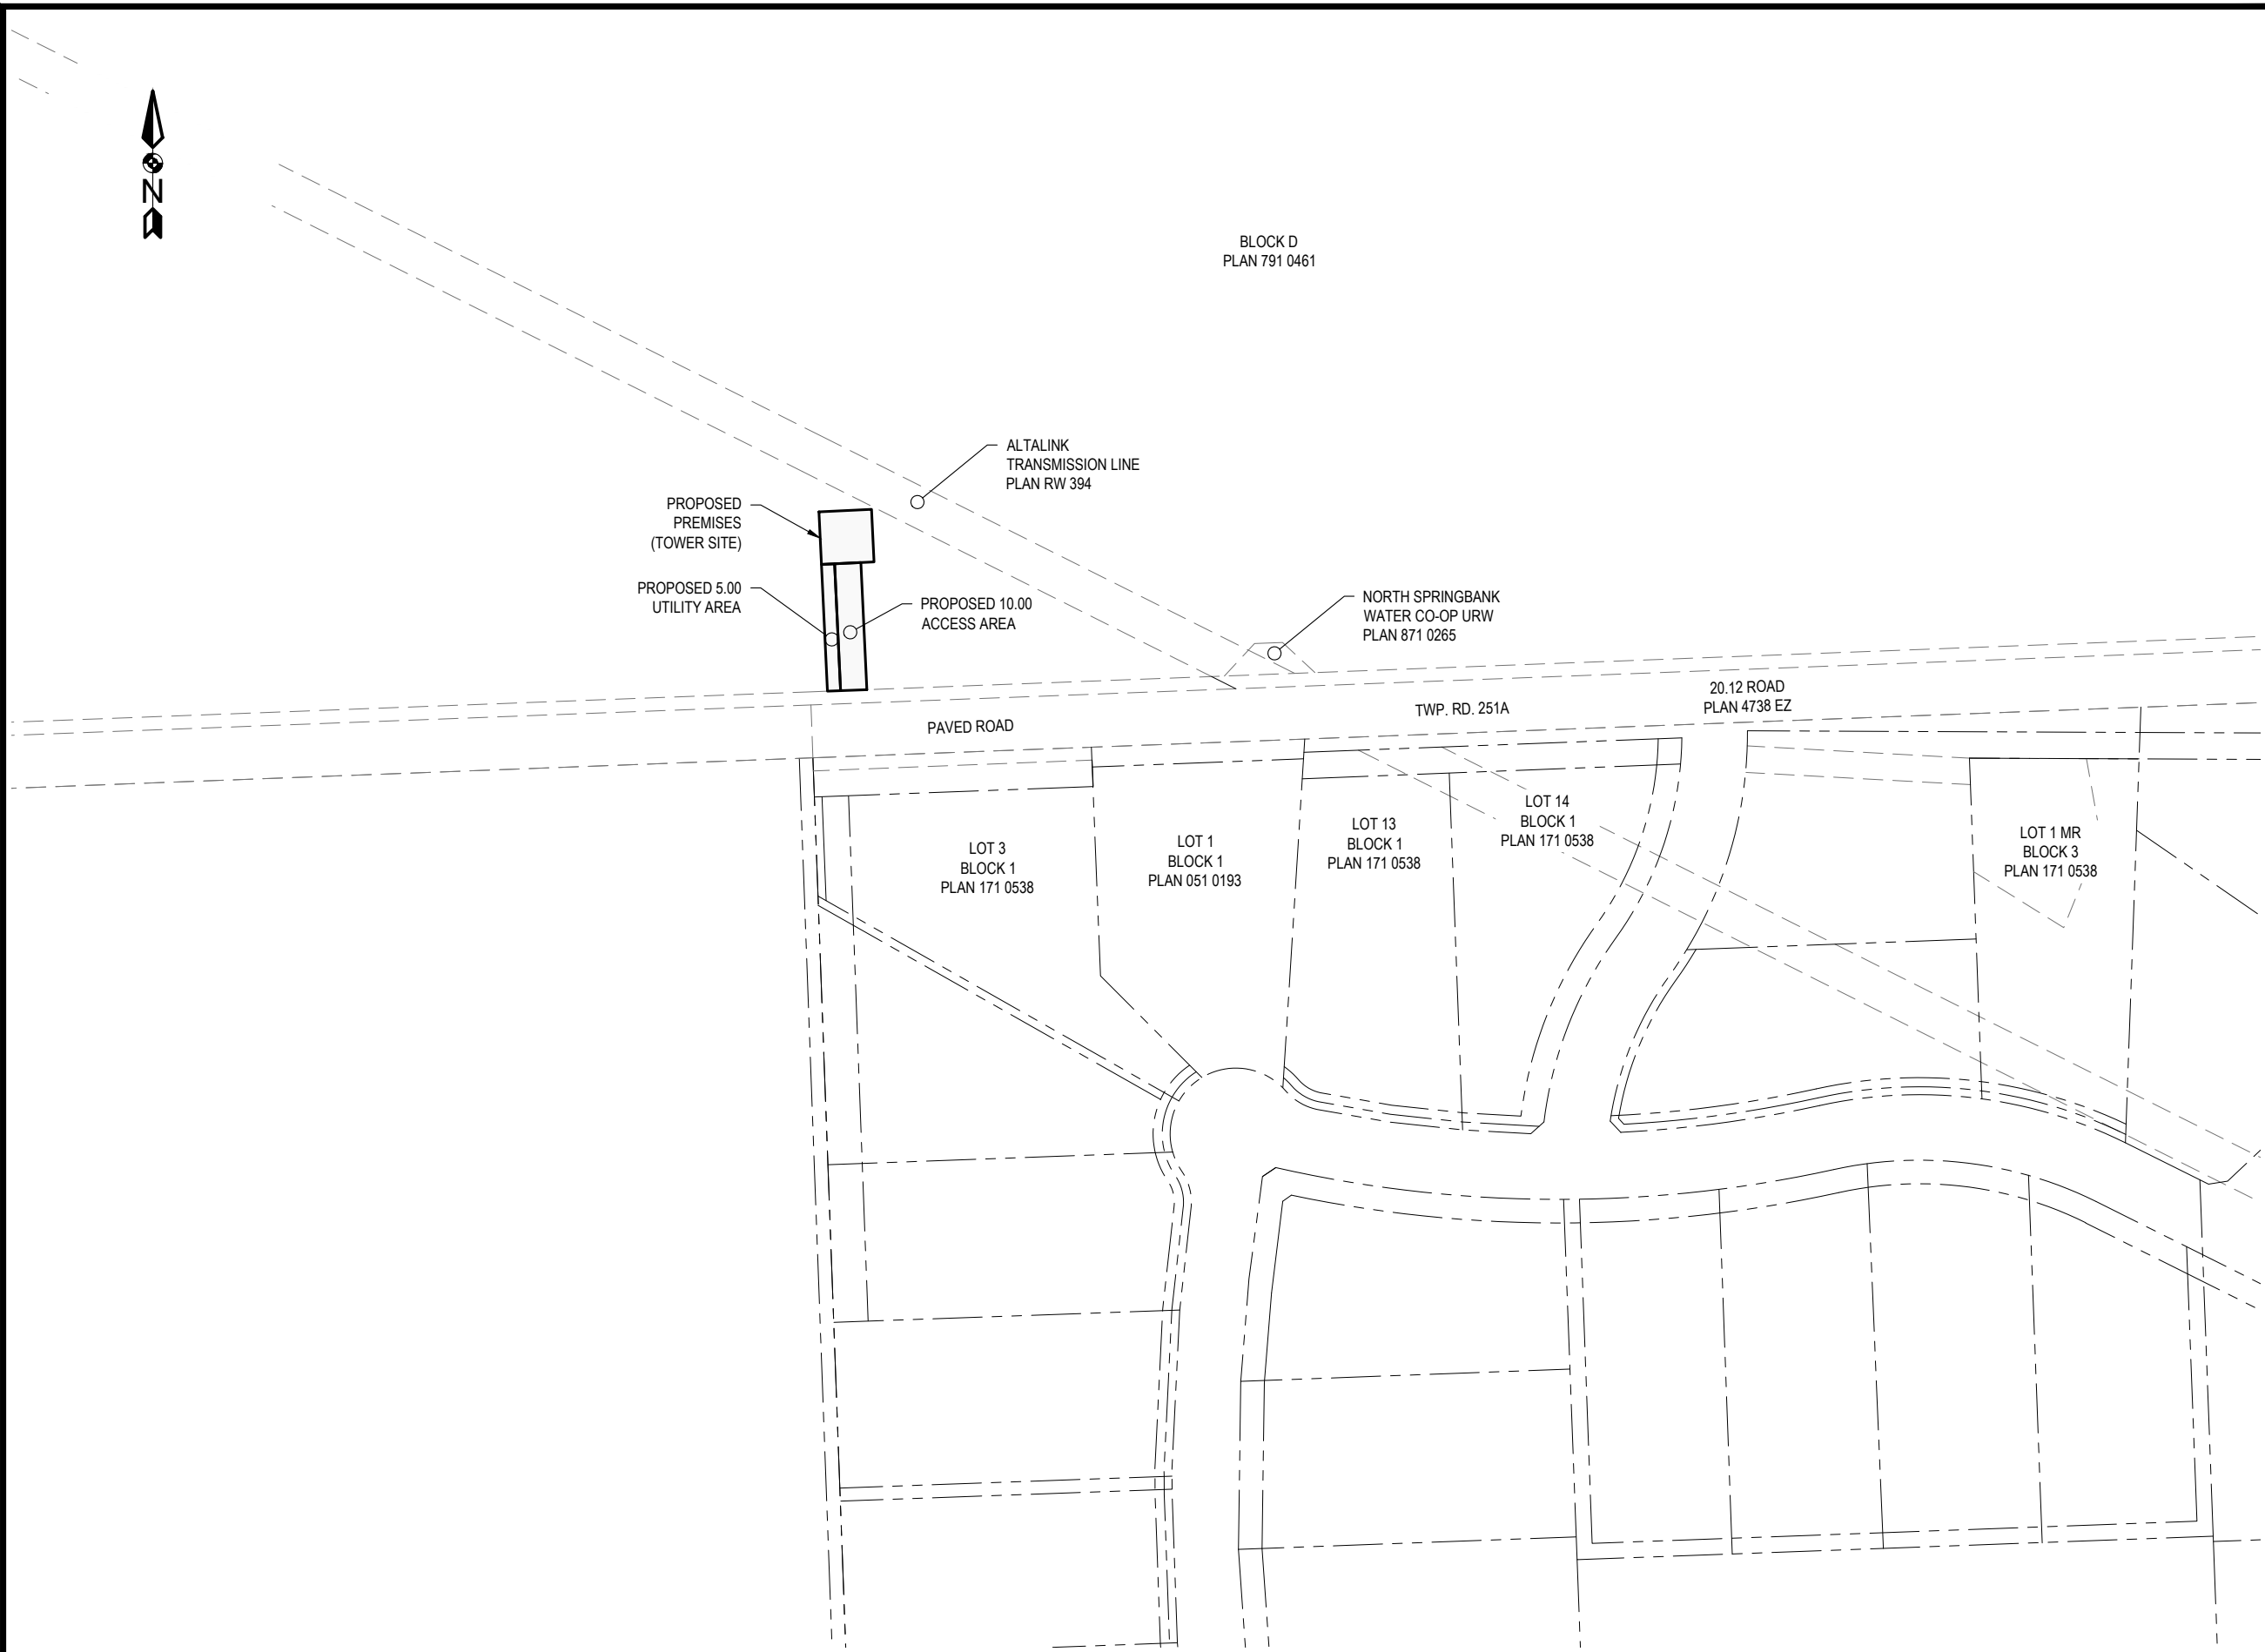 N
BLOCK D
PLAN 791 0461
ALTALINK
TRANSMISSION LINE
PLAN RW 394
PROPOSED
PREMISES
(TOWER SITE)
PROPOSED 5.00
UTILITY AREA
PROPOSED 10.00
ACCESS AREA
NORTH SPRINGBANK
WATER CO-OP URW
PLAN 871 0265
PAVED ROAD
TWP. RD. 251A
20.12 ROAD
PLAN 4738 EZ
LOT 3
BLOCK 1
PLAN 171 0538
LOT 1
BLOCK 1
PLAN 051 0193
LOT 13
BLOCK 1
PLAN 171 0538
LOT 14
BLOCK 1
PLAN 171 0538
LOT 1 MR
BLOCK 3
PLAN 171 0538